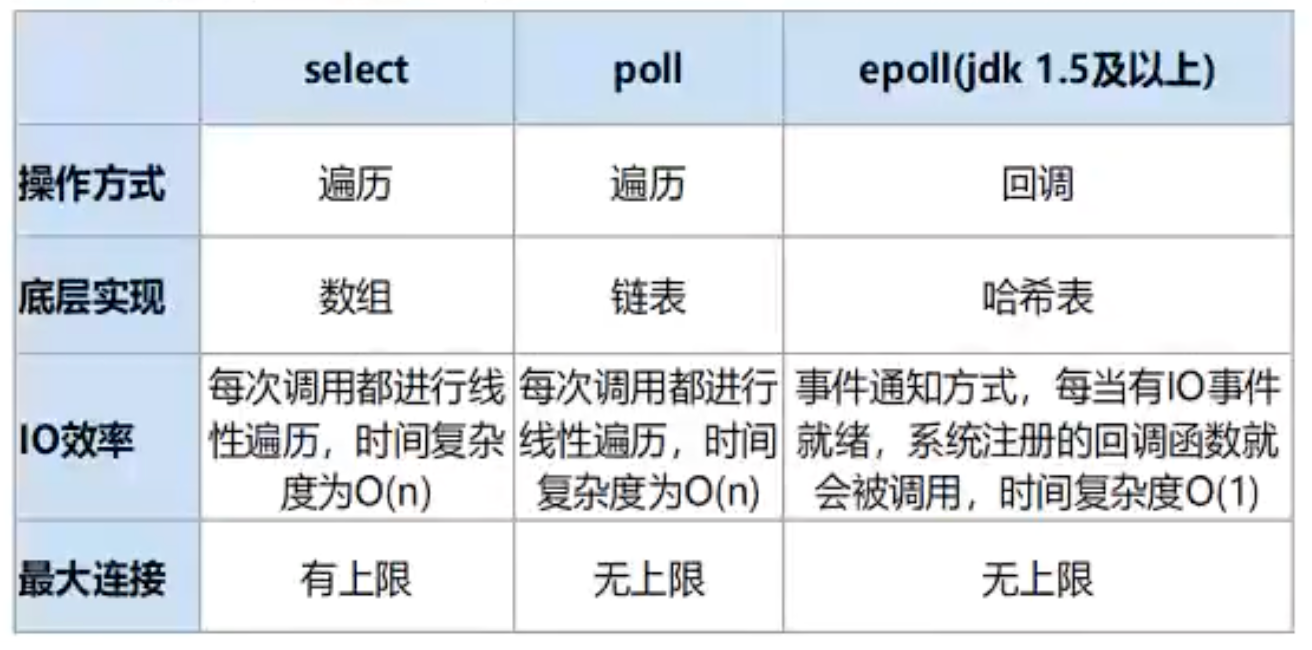 select poll epoll(jdk 1.5及以上)
操作方式 遍历 遍历 回调
底层实现 数组 链表 哈希表
IO效率
每次调用都进行线
性遍历，时间复杂
度为O(n)
每次调用都进行
线性遍历，时间
复杂度为O(n)
事件通知方式，每当有IO事件
就绪，系统注册的回调函数就
会被调用，时间复杂度O(1)
最大连接 有上限 无上限 无上限